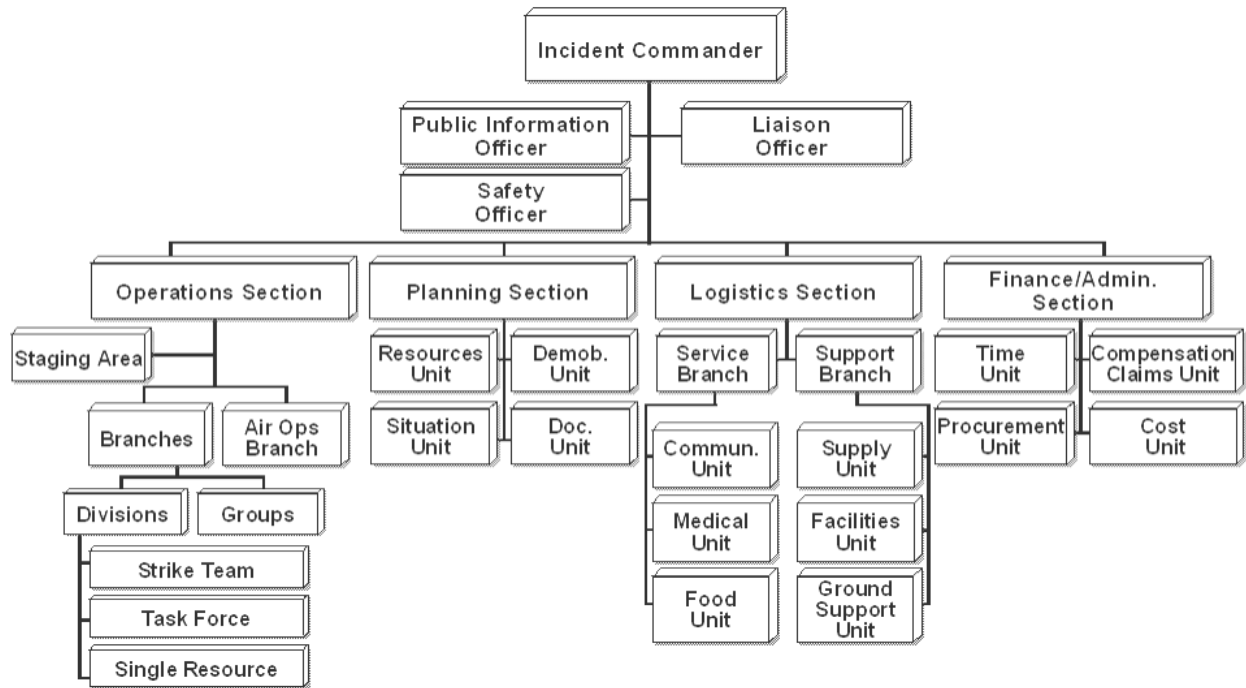 Incident Commander
Public Information
Officer
Liaison
Officer
Safety
Officer
Operations Section
Planning Section
Logistics Section
Finance/Admin.
Section
Staging Area
Resources
Unit
Demob.
Unit
Service
Branch
Support
Branch
Time
Unit
Compensation
Claims Unit
Branches
Air Ops
Branch
Situation
Unit
Doc.
Unit
Procurement
Unit
Cost
Unit
Commun.
Unit
Supply
Unit
Divisions
Groups
Medical
Unit
Facilities
Unit
Strike Team
Task Force
Single Resource
Food
Unit
Ground
Support
Unit